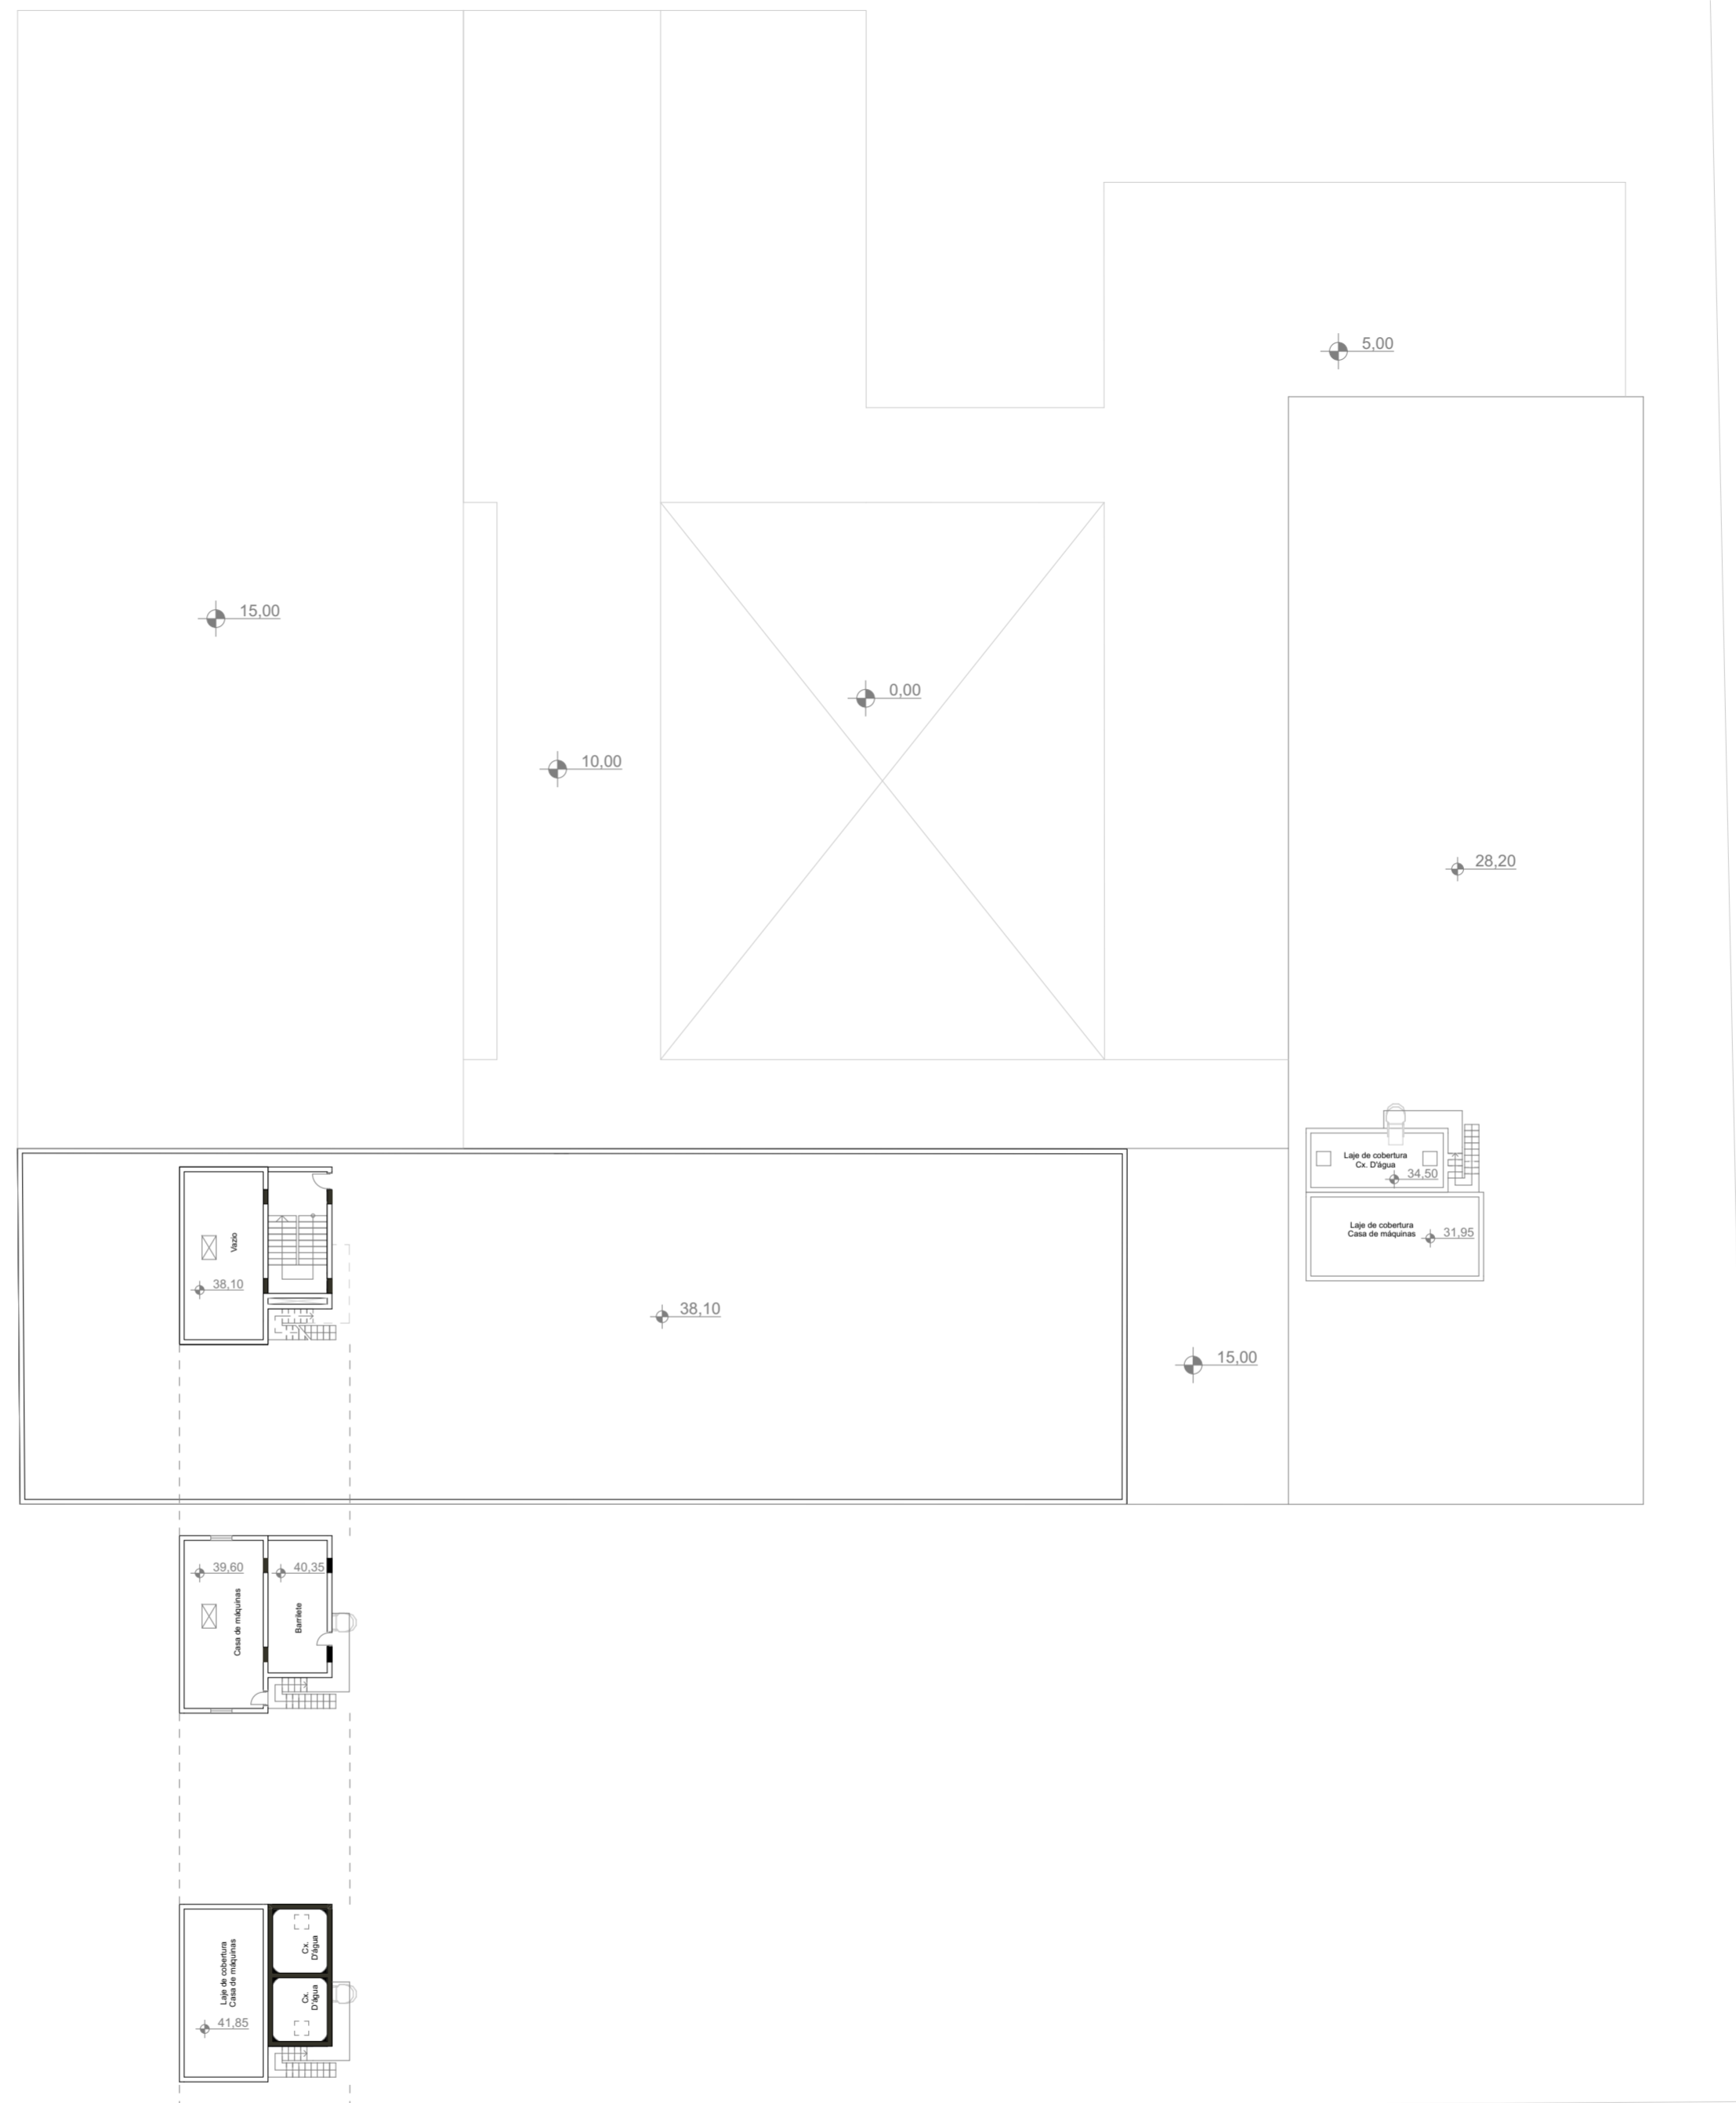 5,00
15,00
0,00
10,00
28,20
Laje de cobertura
Cx. D'água
34,50
Laje de cobertura
Casa de máquinas
31,95
Vazio
38,10
38,10
15,00
39,60
40,35
Casa de máquinas
Barrilete
Laje de cobertura
Casa de máquinas
41,85
Cx.
D'água
Cx.
D'água